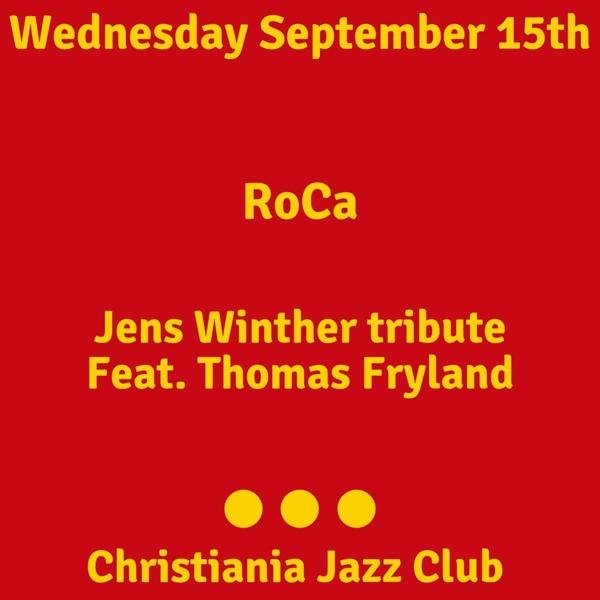 Wednesday September 15th
RoCa
Jens Winther tribute
Feat. Thomas Fryland
Christiania Jazz Club